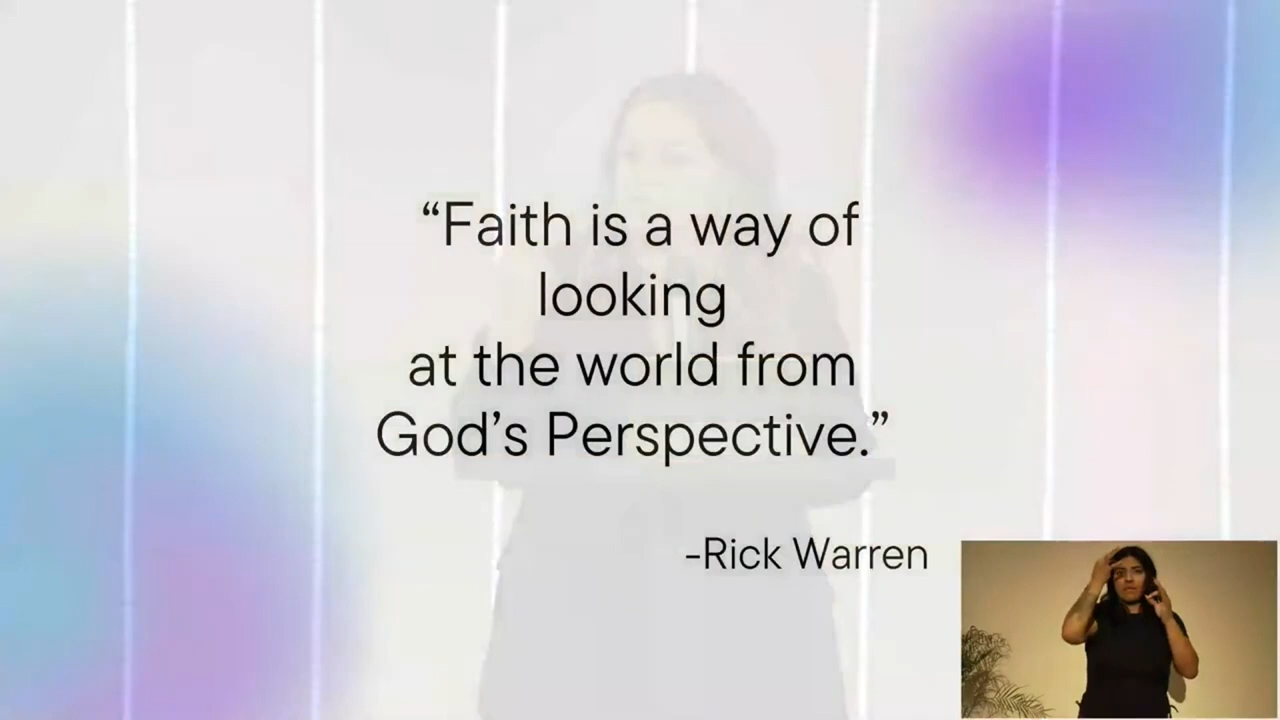 “Faith is a way of
looking
at the world from
God’s Perspective.”
-Rick Warren